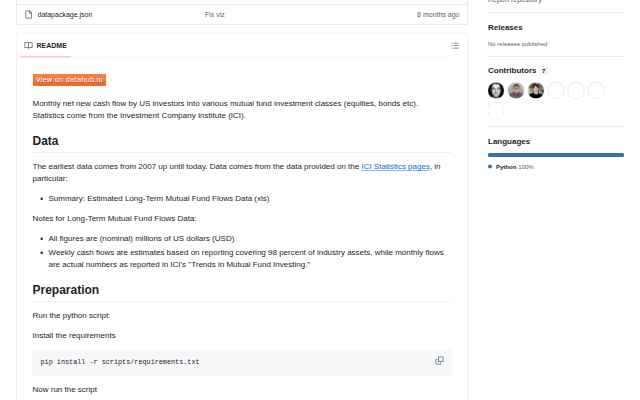 Report repository
datapackage.json
Fix viz
8 months ago
README
view on datahub.io
Monthly net new cash flow by US investors into various mutual fund investment classes (equities, bonds etc).
Statistics come from the Investment Company Institute (ICI).
Data
The earliest data comes from 2007 up until today. Data comes from the data provided on the ICI Statistics pages, in
particular:
Summary: Estimated Long-Term Mutual Fund Flows Data (xls)
Notes for Long-Term Mutual Fund Flows Data:
All figures are (nominal) millions of US dollars (USD)
Weekly cash flows are estimates based on reporting covering 98 percent of industry assets, while monthly flows
are actual numbers as reported in ICI's "Trends in Mutual Fund Investing."
Preparation
Run the python script:
Install the requirements
pip install -r scripts/requirements.txt
Now run the script
Releases
No releases published
Contributors 7
Languages
Python 100%